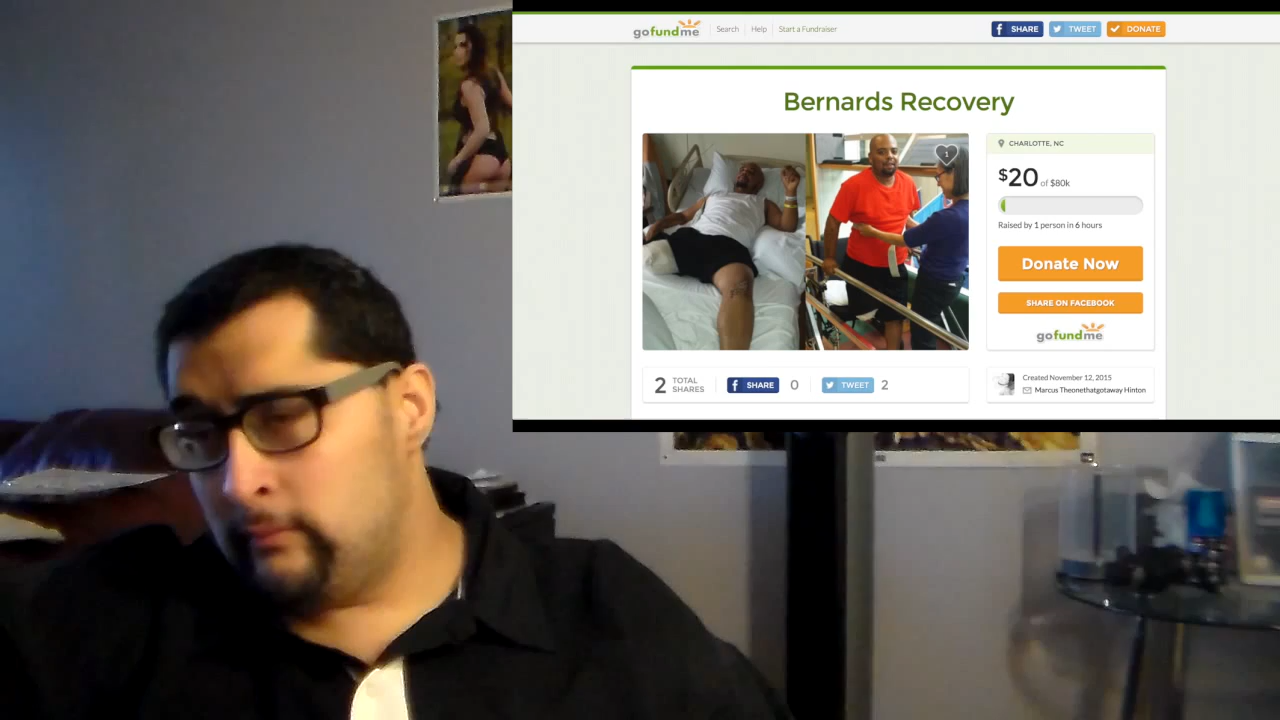 gofundme Search Help Start a Fundraiser SHARE TWEET DONATE
Bernards Recovery
1
CHARLOTTE, NC
$20 of $80k
Raised by 1 person in 6 hours
Donate Now
SHARE ON FACEBOOK
gofundme
2 TOTAL SHARES SHARE 0 TWEET 2
Created November 12, 2015
Marcus Theonethatgotaway Hinton